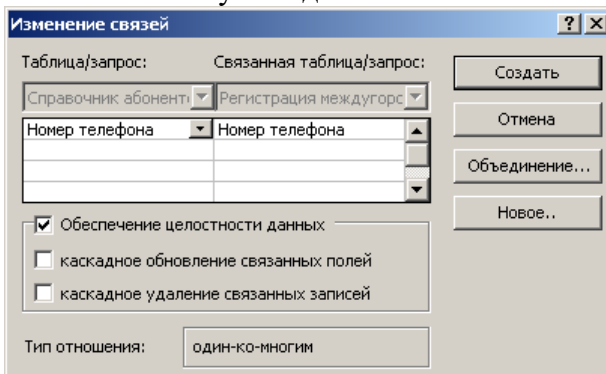 Изменение связей
Таблица/запрос: Связанная таблица/запрос:
Справочник абонент Регистрация междугорс
Номер телефона Номер телефона
Обеспечение целостности данных
каскадное обновление связанных полей
каскадное удаление связанных записей
Тип отношения: один-ко-многим
Создать
Отмена
Объединение...
Новое..